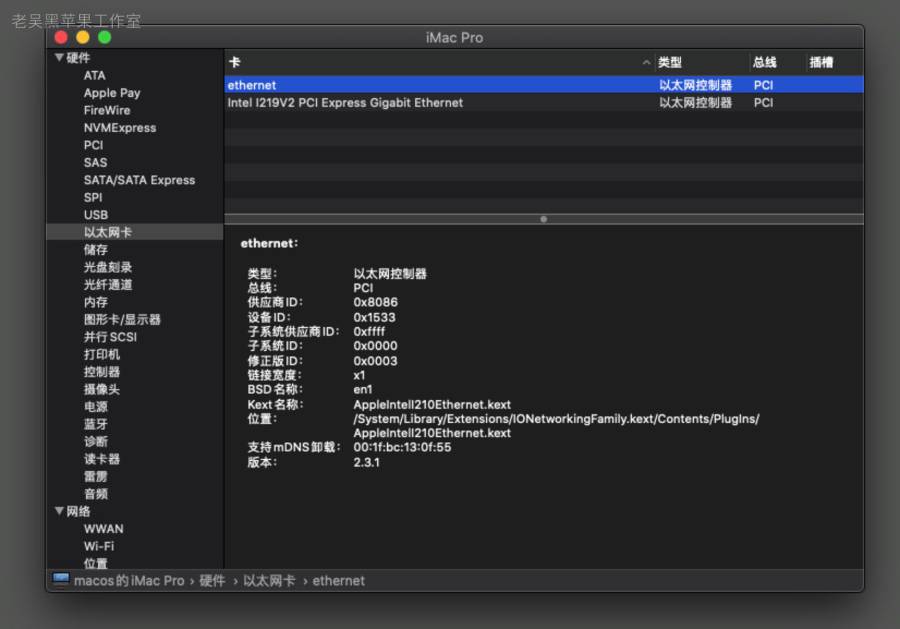 老吴黑苹果工作室
iMac Pro
硬件
ATA
Apple Pay
FireWire
NVMExpress
PCI
SAS
SATA/SATA Express
SPI
USB
以太网卡
储存
光盘刻录
光纤通道
内存
图形卡/显示器
并行 SCSI
打印机
控制器
摄像头
电源
蓝牙
诊断
读卡器
雷雳
音频
网络
WWAN
Wi-Fi
位置
卡 类型 总线 插槽
ethernet 以太网控制器 PCI
Intel I219V2 PCI Express Gigabit Ethernet 以太网控制器 PCI
ethernet：
类型： 以太网控制器
总线： PCI
供应商 ID： 0x8086
设备 ID： 0x1533
子系统供应商 ID： 0xffff
子系统 ID： 0x0000
修正版 ID： 0x0003
链接宽度： x1
BSD 名称： en1
Kext 名称： AppleIntelI210Ethernet.kext
位置： /System/Library/Extensions/IONetworkingFamily.kext/Contents/PlugIns/
AppleIntelI210Ethernet.kext
支持 mDNS 卸载： 00:1f:bc:13:0f:55
版本： 2.3.1
macos的 iMac Pro › 硬件 › 以太网卡 › ethernet